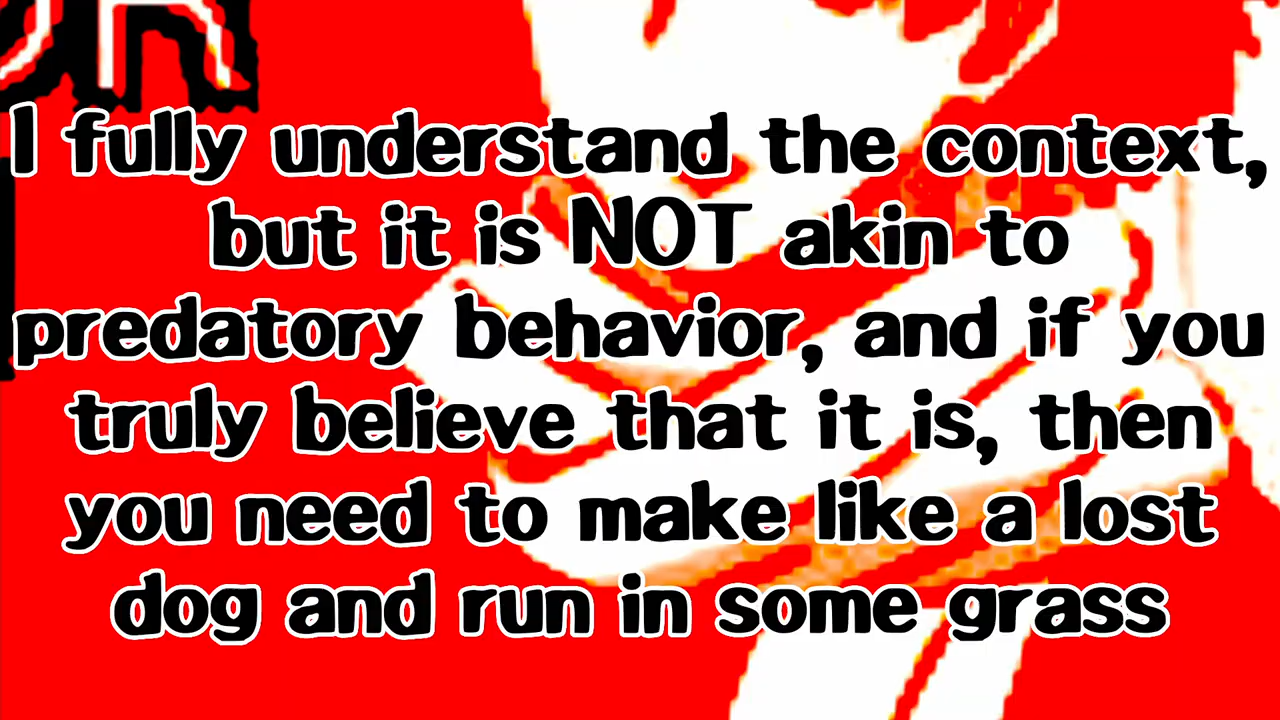 I fully understand the context,
but it is NOT akin to
predatory behavior, and if you
truly believe that it is, then
you need to make like a lost
dog and run in some grass